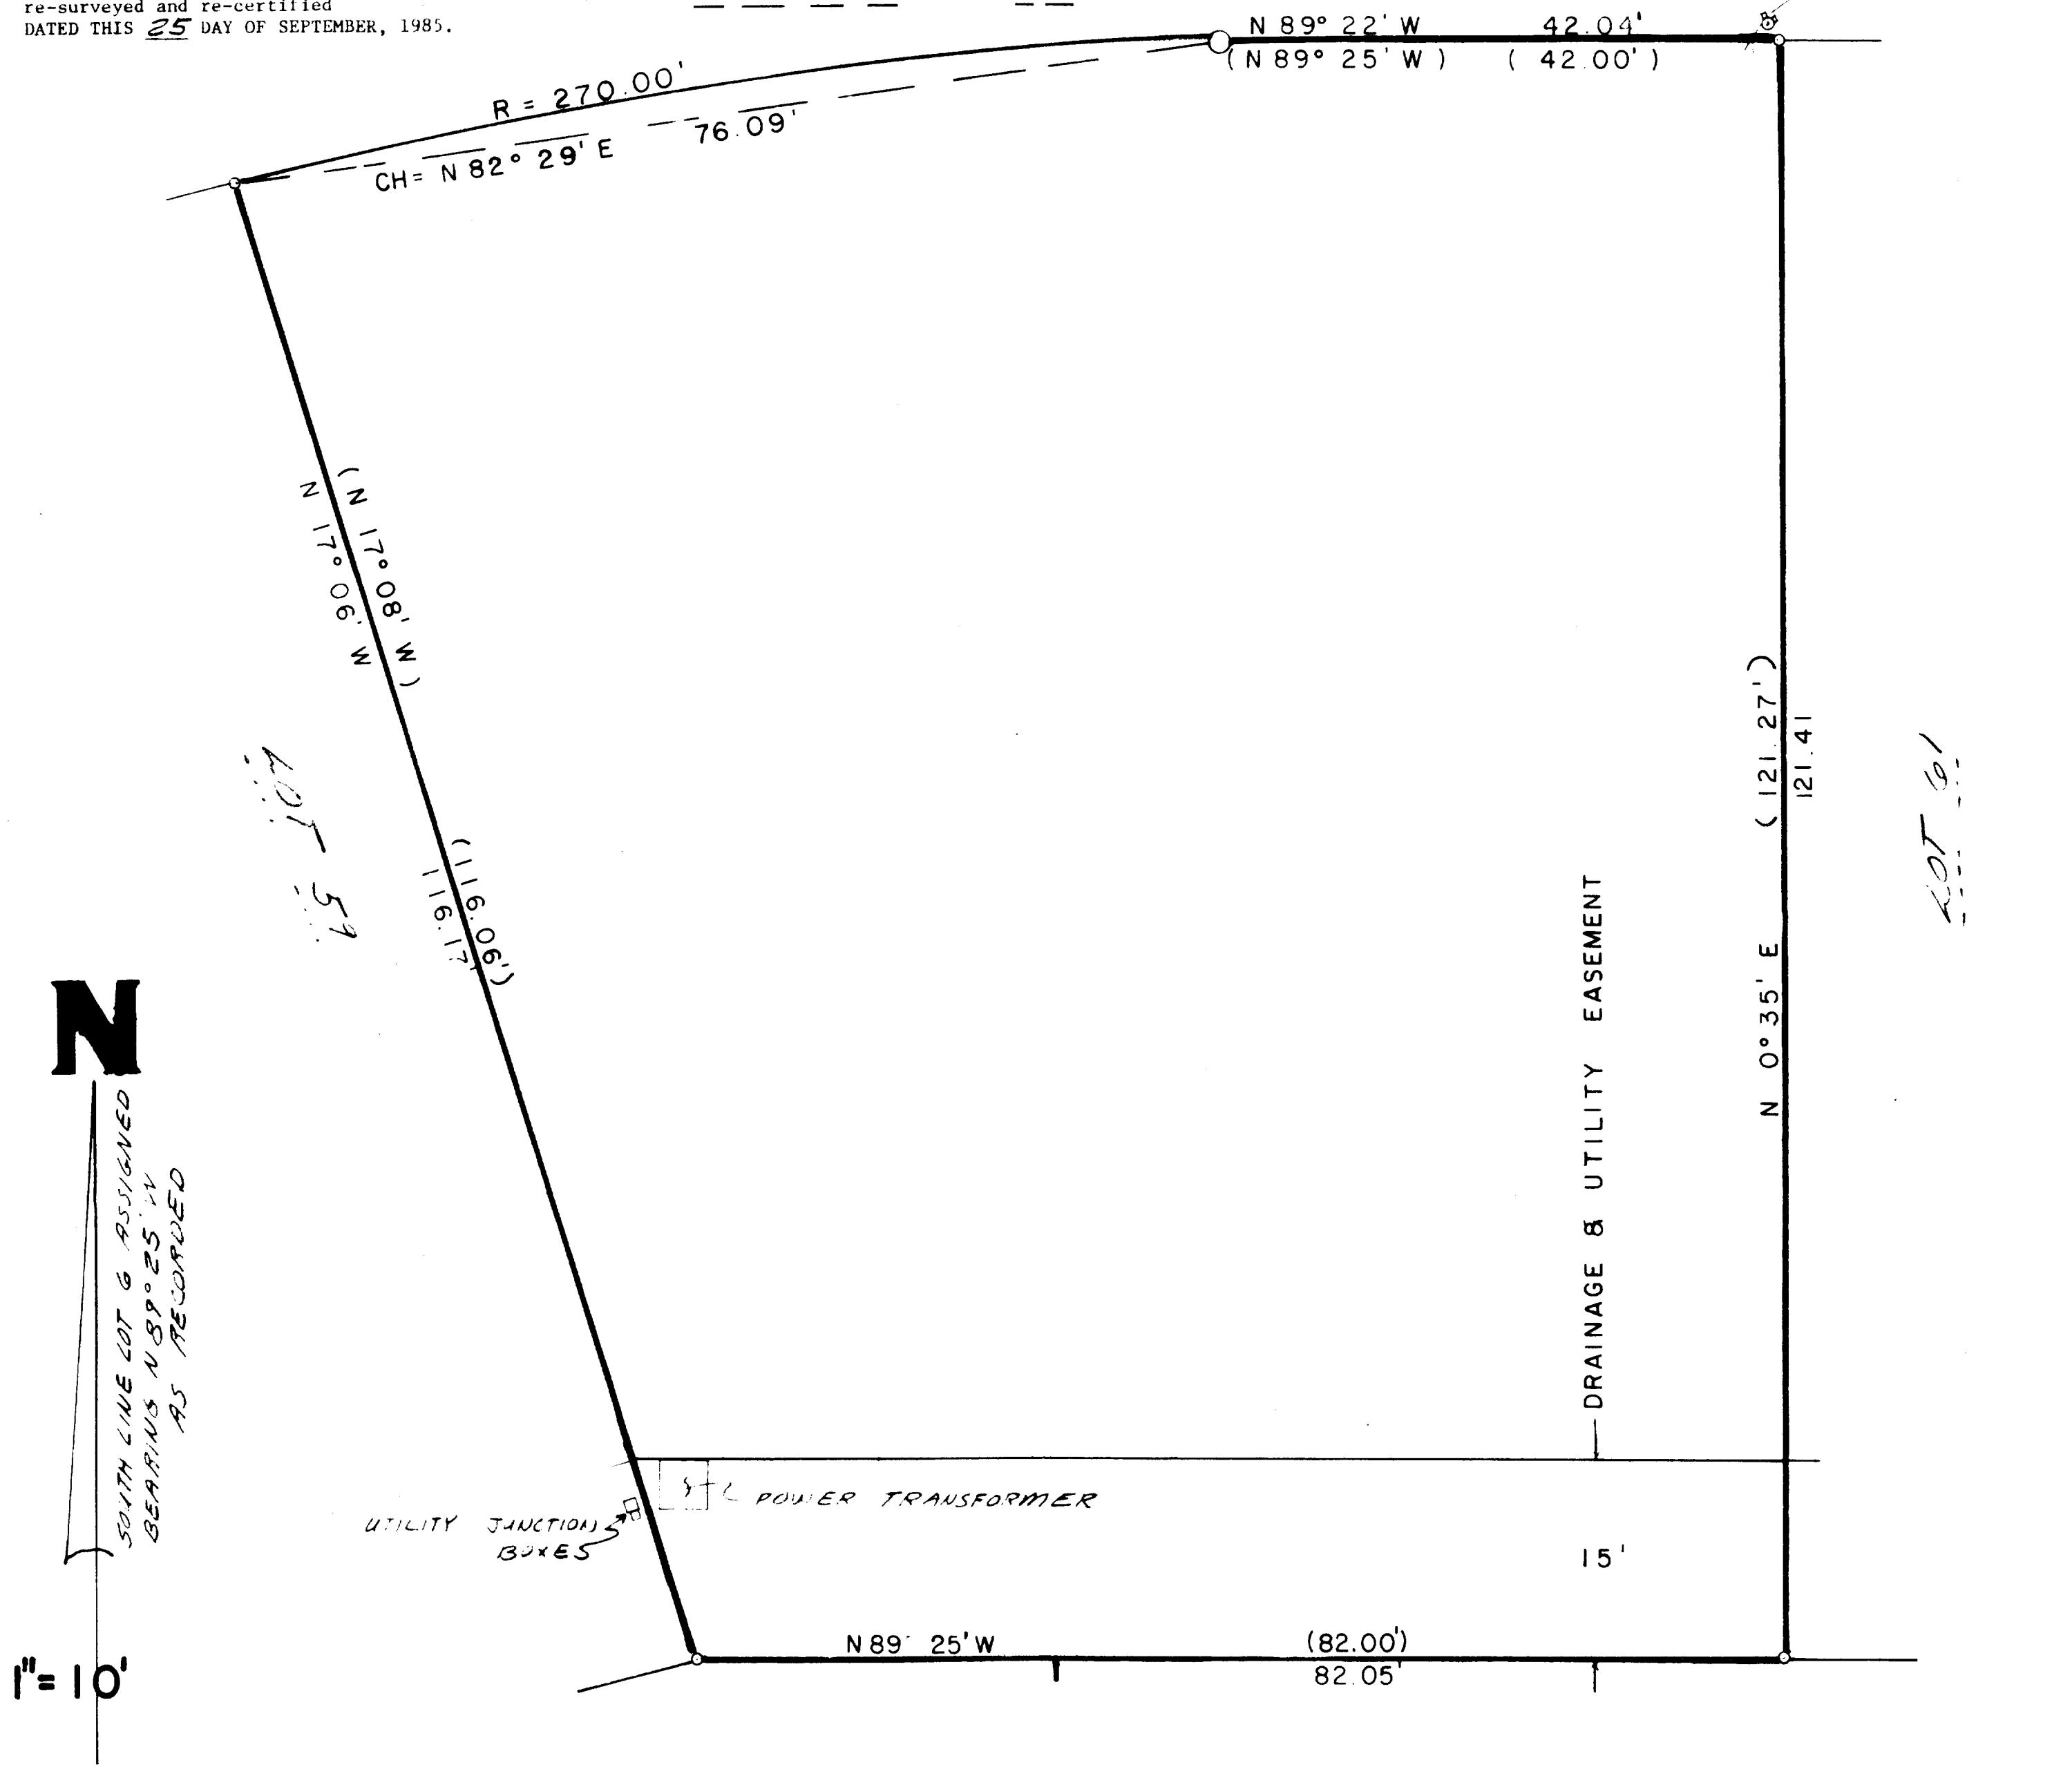 re-surveyed and re-certified
DATED THIS 25 DAY OF SEPTEMBER, 1985.
N 89° 22' W 42.04'
(N 89° 25' W) (42.00')
R = 270.00'
CH= N 82° 29' E 76.09'
(N 17° 08' W)
N 17° 06' W
(116.06')
116.17'
LOT 59
(121.27')
121.41
N 0° 35' E
LOT 61
DRAINAGE & UTILITY EASEMENT
N
SOUTH LINE LOT 6 ASSIGNED
BEARING N 89° 25' W
AS RECORDED
POWER TRANSFORMER
UTILITY JUNCTION
BOXES
15'
N 89° 25' W (82.00')
82.05'
1"= 10'